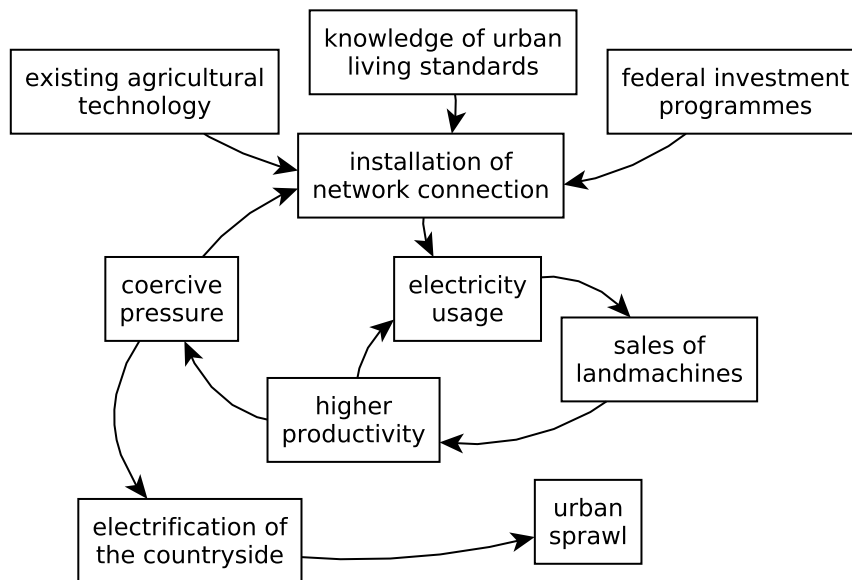 knowledge of urban
living standards
existing agricultural
technology
federal investment
programmes
installation of
network connection
coercive
pressure
electricity
usage
sales of
landmachines
higher
productivity
electrification of
the countryside
urban
sprawl